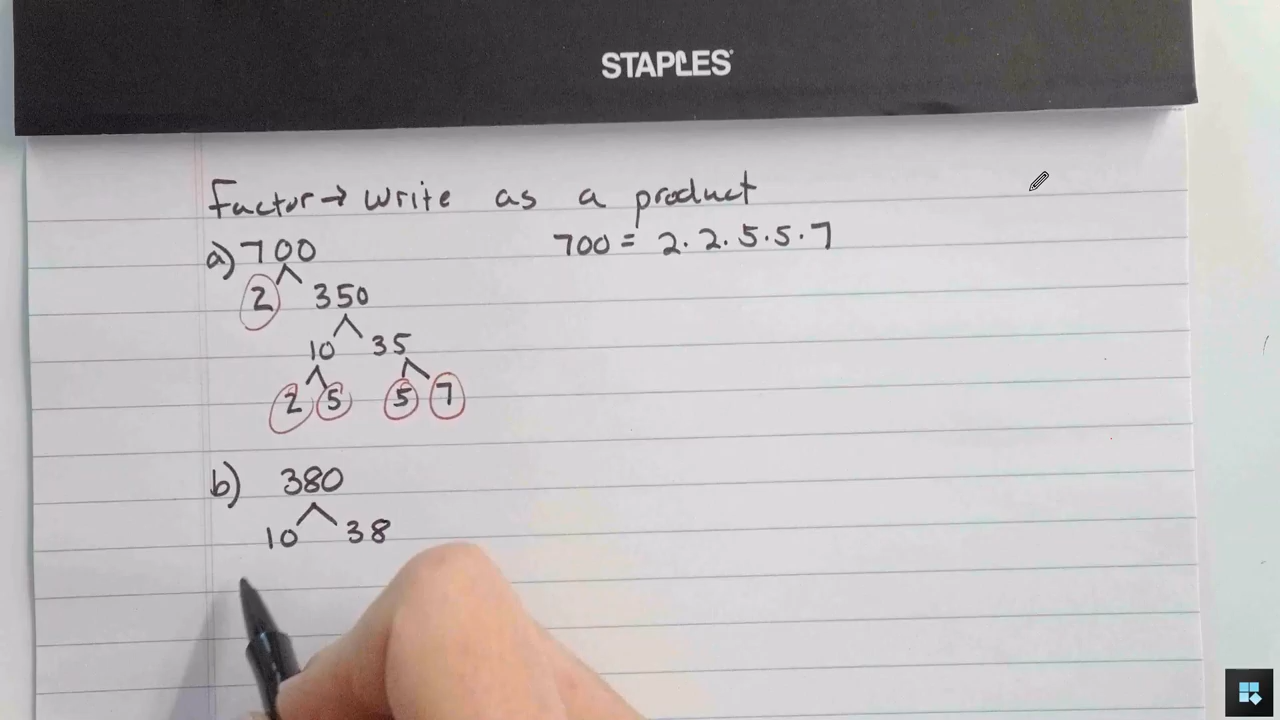 STAPLES
Factor → Write as a product
a) 700
700 = 2·2·5·5·7
2 350
10 35
2 5 5 7
b) 380
10 38